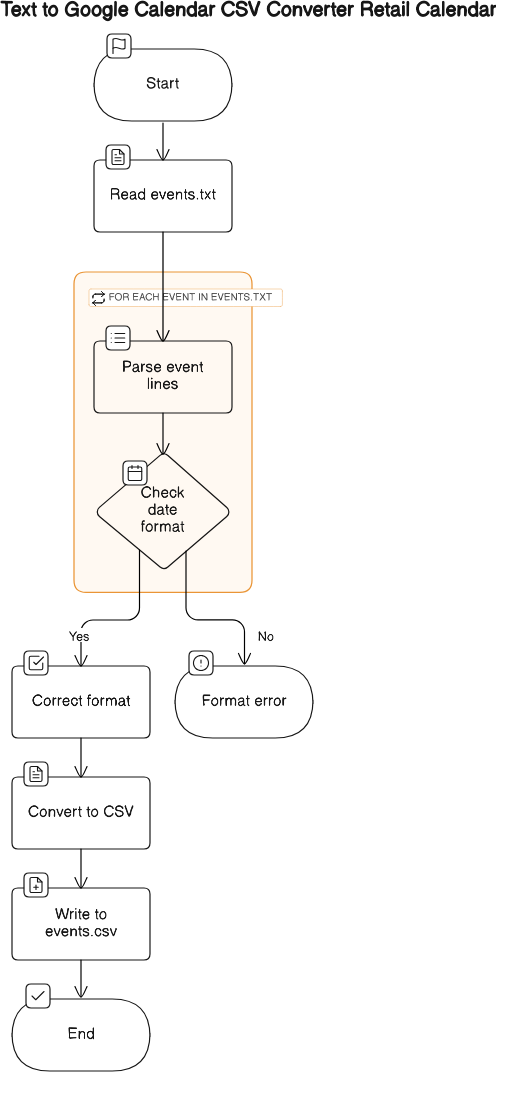 Text to Google Calendar CSV Converter Retail Calendar
Start
Read events.txt
FOR EACH EVENT IN EVENTS.TXT
Parse event
lines
Check
date
format
Yes
No
Correct format
Format error
Convert to CSV
Write to
events.csv
End